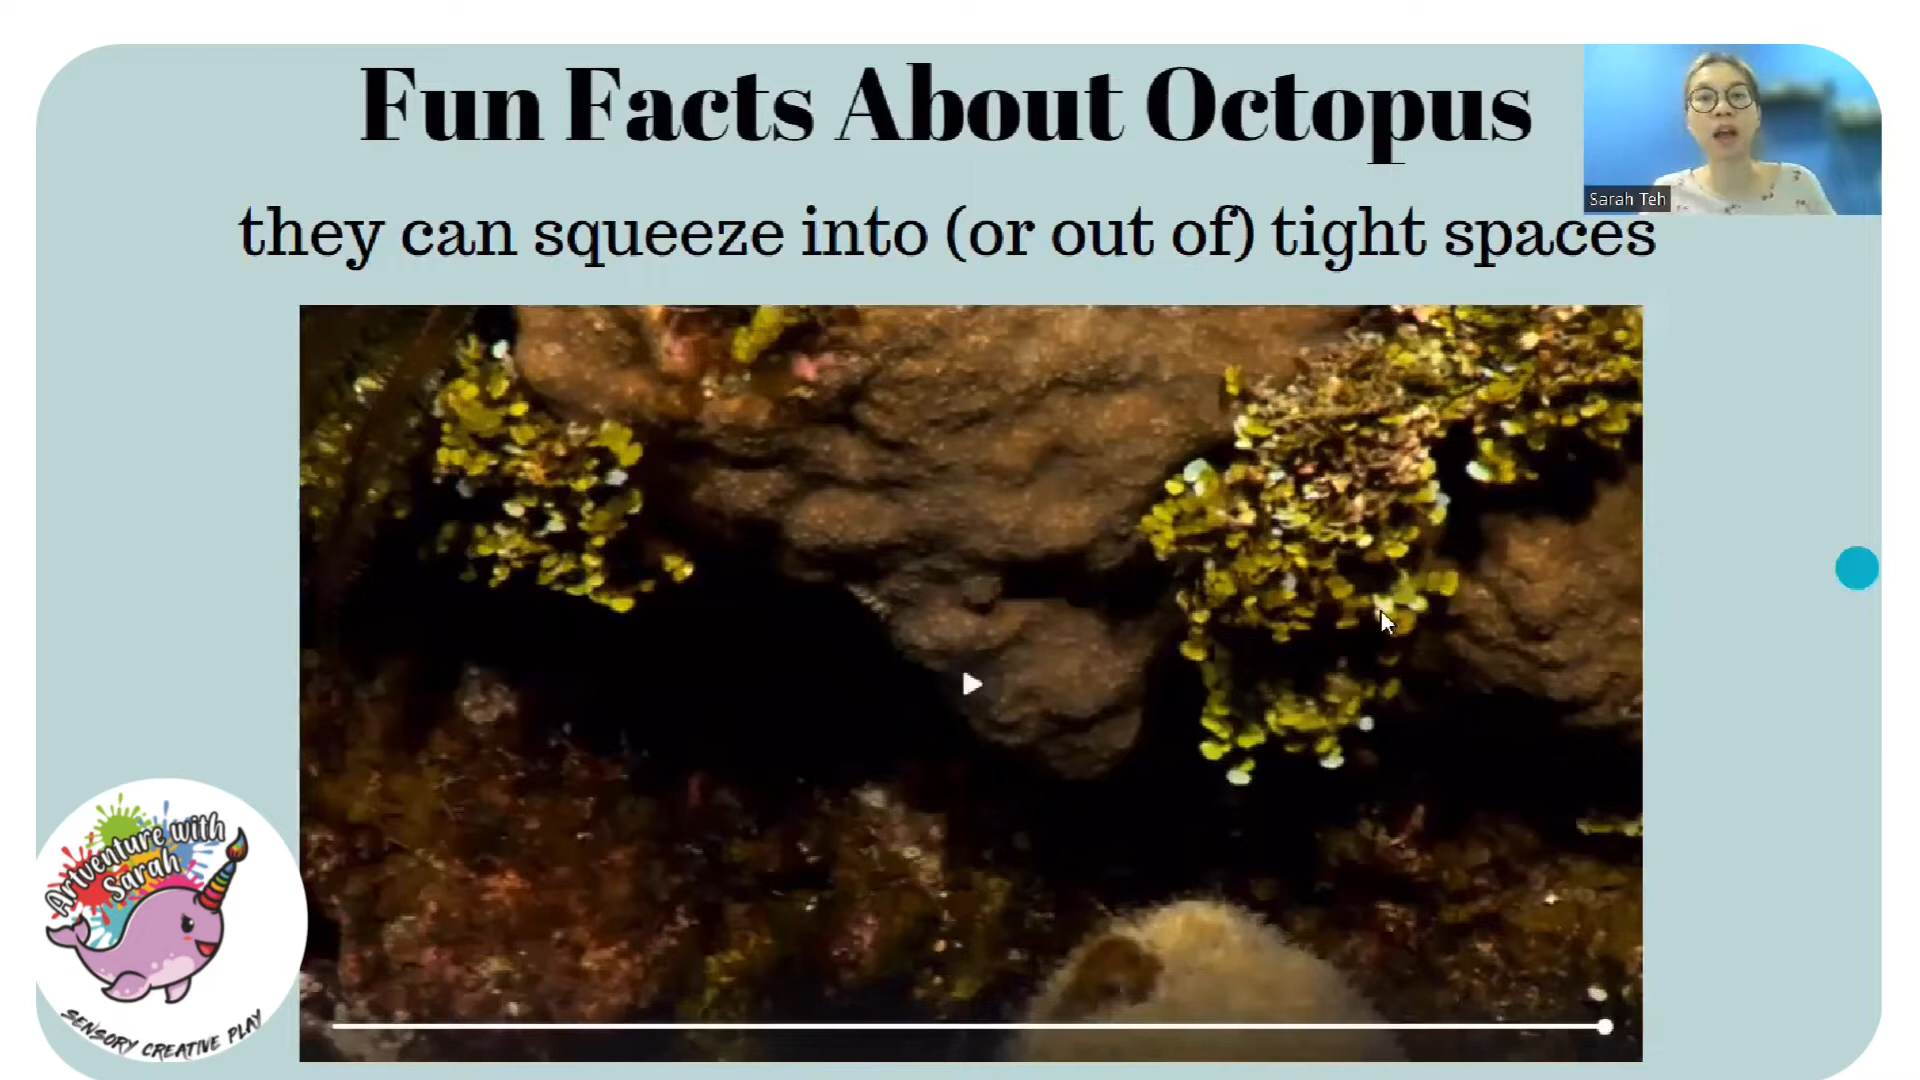 Fun Facts About Octopus
Sarah Teh
they can squeeze into (or out of) tight spaces
Artventure with
Sarah
SENSORY CREATIVE PLAY